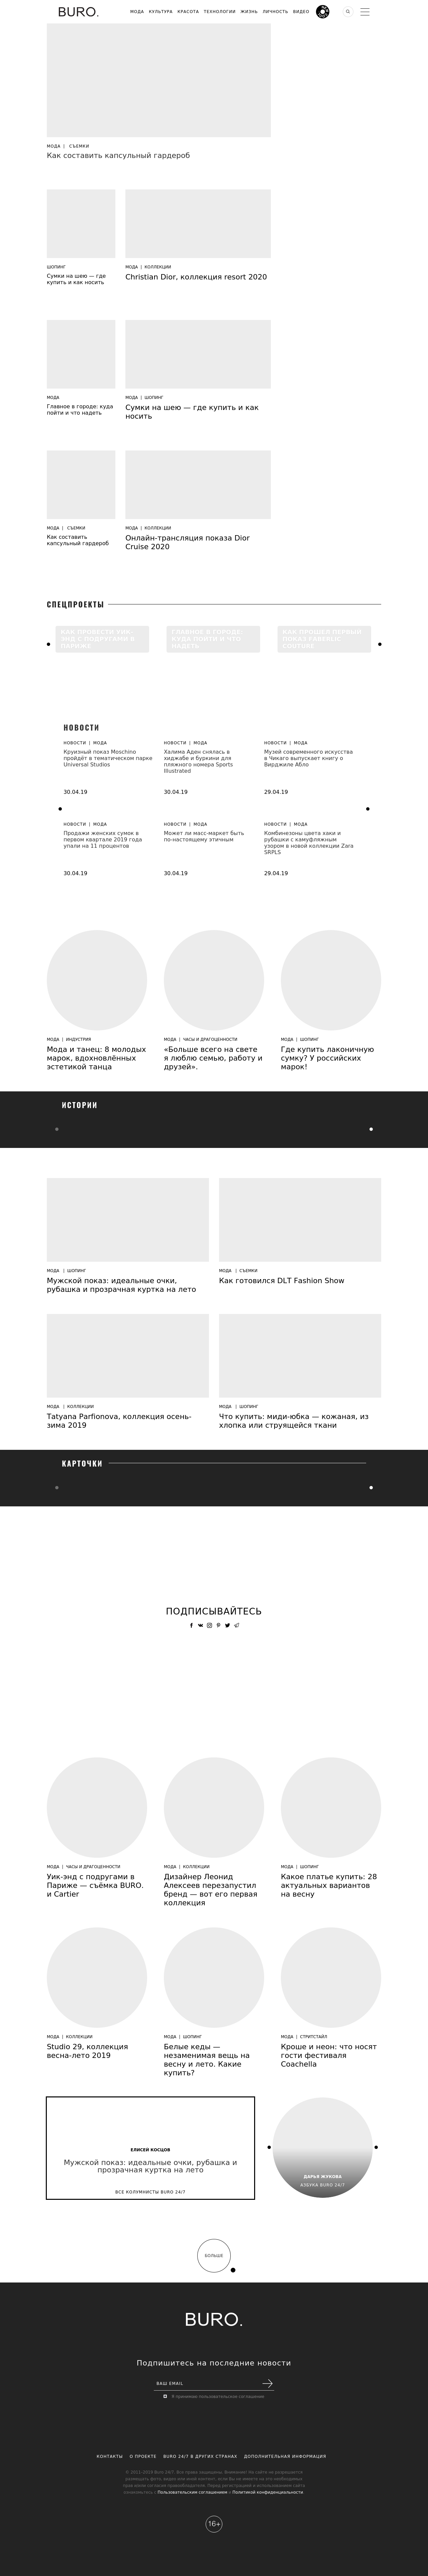 BURO.
МОДА КУЛЬТУРА КРАСОТА ТЕХНОЛОГИИ ЖИЗНЬ ЛИЧНОСТЬ ВИДЕО
МОДА | СЪЕМКИ
Как составить капсульный гардероб
ШОПИНГ
Сумки на шею — где
купить и как носить
МОДА | КОЛЛЕКЦИИ
Christian Dior, коллекция resort 2020
МОДА
Главное в городе: куда
пойти и что надеть
МОДА | ШОПИНГ
Сумки на шею — где купить и как
носить
МОДА | СЪЕМКИ
Как составить
капсульный гардероб
МОДА | КОЛЛЕКЦИИ
Онлайн-трансляция показа Dior
Cruise 2020
СПЕЦПРОЕКТЫ
КАК ПРОВЕСТИ УИК-
ЭНД С ПОДРУГАМИ В
ПАРИЖЕ
ГЛАВНОЕ В ГОРОДЕ:
КУДА ПОЙТИ И ЧТО
НАДЕТЬ
КАК ПРОШЕЛ ПЕРВЫЙ
ПОКАЗ FABERLIC
COUTURE
НОВОСТИ
НОВОСТИ | МОДА
Круизный показ Moschino
пройдёт в тематическом парке
Universal Studios
30.04.19
НОВОСТИ | МОДА
Халима Аден снялась в
хиджабе и буркини для
пляжного номера Sports
Illustrated
30.04.19
НОВОСТИ | МОДА
Музей современного искусства
в Чикаго выпускает книгу о
Вирджиле Абло
29.04.19
НОВОСТИ | МОДА
Продажи женских сумок в
первом квартале 2019 года
упали на 11 процентов
30.04.19
НОВОСТИ | МОДА
Может ли масс-маркет быть
по-настоящему этичным
30.04.19
НОВОСТИ | МОДА
Комбинезоны цвета хаки и
рубашки с камуфляжным
узором в новой коллекции Zara
SRPLS
29.04.19
МОДА | ИНДУСТРИЯ
Мода и танец: 8 молодых
марок, вдохновлённых
эстетикой танца
МОДА | ЧАСЫ И ДРАГОЦЕННОСТИ
«Больше всего на свете
я люблю семью, работу и
друзей».
МОДА | ШОПИНГ
Где купить лаконичную
сумку? У российских
марок!
ИСТОРИИ
МОДА | ШОПИНГ
Мужской показ: идеальные очки,
рубашка и прозрачная куртка на лето
МОДА | СЪЕМКИ
Как готовился DLT Fashion Show
МОДА | КОЛЛЕКЦИИ
Tatyana Parfionova, коллекция осень-
зима 2019
МОДА | ШОПИНГ
Что купить: миди-юбка — кожаная, из
хлопка или струящейся ткани
КАРТОЧКИ
ПОДПИСЫВАЙТЕСЬ
МОДА | ЧАСЫ И ДРАГОЦЕННОСТИ
Уик-энд с подругами в
Париже — съёмка BURO.
и Cartier
МОДА | КОЛЛЕКЦИИ
Дизайнер Леонид
Алексеев перезапустил
бренд — вот его первая
коллекция
МОДА | ШОПИНГ
Какое платье купить: 28
актуальных вариантов
на весну
МОДА | КОЛЛЕКЦИИ
Studio 29, коллекция
весна-лето 2019
МОДА | ШОПИНГ
Белые кеды —
незаменимая вещь на
весну и лето. Какие
купить?
МОДА | СТРИТСТАЙЛ
Кроше и неон: что носят
гости фестиваля
Coachella
ЕЛИСЕЙ КОСЦОВ
Мужской показ: идеальные очки, рубашка и
прозрачная куртка на лето
ВСЕ КОЛУМНИСТЫ BURO 24/7
ДАРЬЯ ЖУКОВА
АЗБУКА BURO 24/7
БОЛЬШЕ
BURO.
Подпишитесь на последние новости
ВАШ EMAIL
Я принимаю пользовательское соглашение
КОНТАКТЫ О ПРОЕКТЕ BURO 24/7 В ДРУГИХ СТРАНАХ ДОПОЛНИТЕЛЬНАЯ ИНФОРМАЦИЯ
Пользовательским соглашением Политикой конфиденциальности
16+